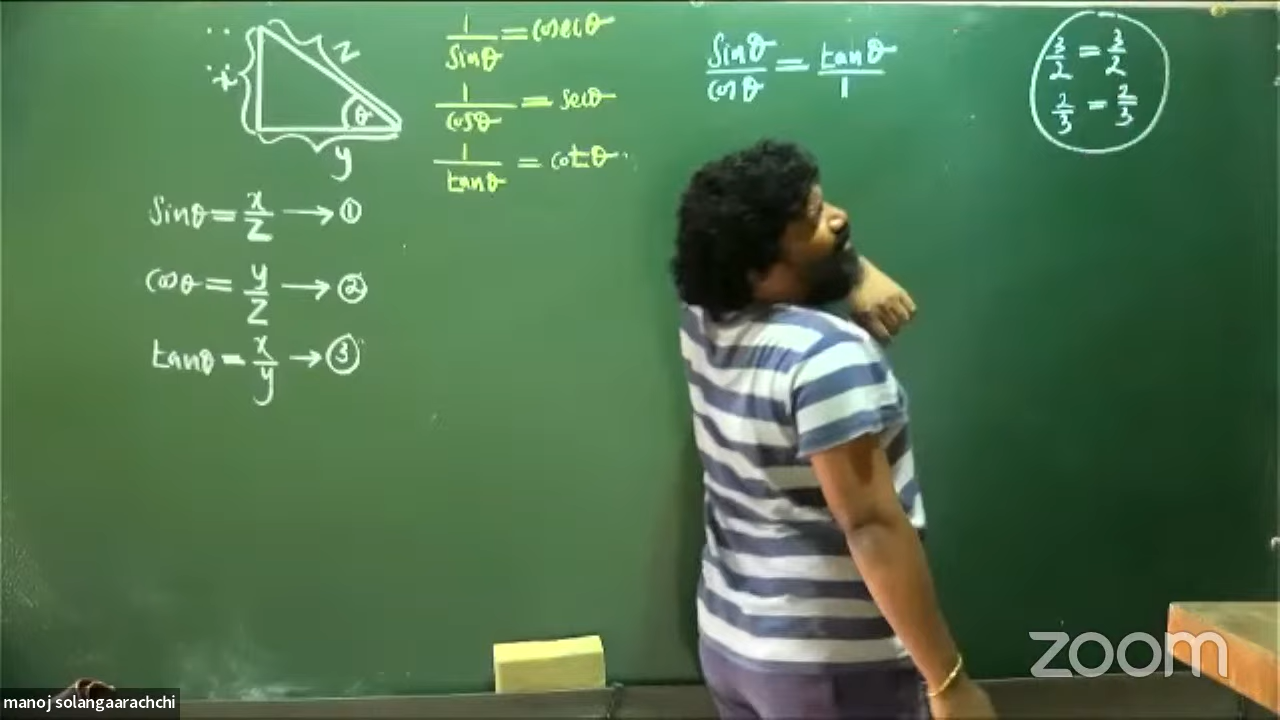 x
z
θ
y
sinθ = x/z → ①
cosθ = y/z → ②
tanθ = x/y → ③
1/sinθ = cosecθ
1/cosθ = secθ
1/tanθ = cotθ
sinθ/cosθ = tanθ/1
3/2 = 3/2
2/3 = 2/3
zoom
manoj solangaarachchi